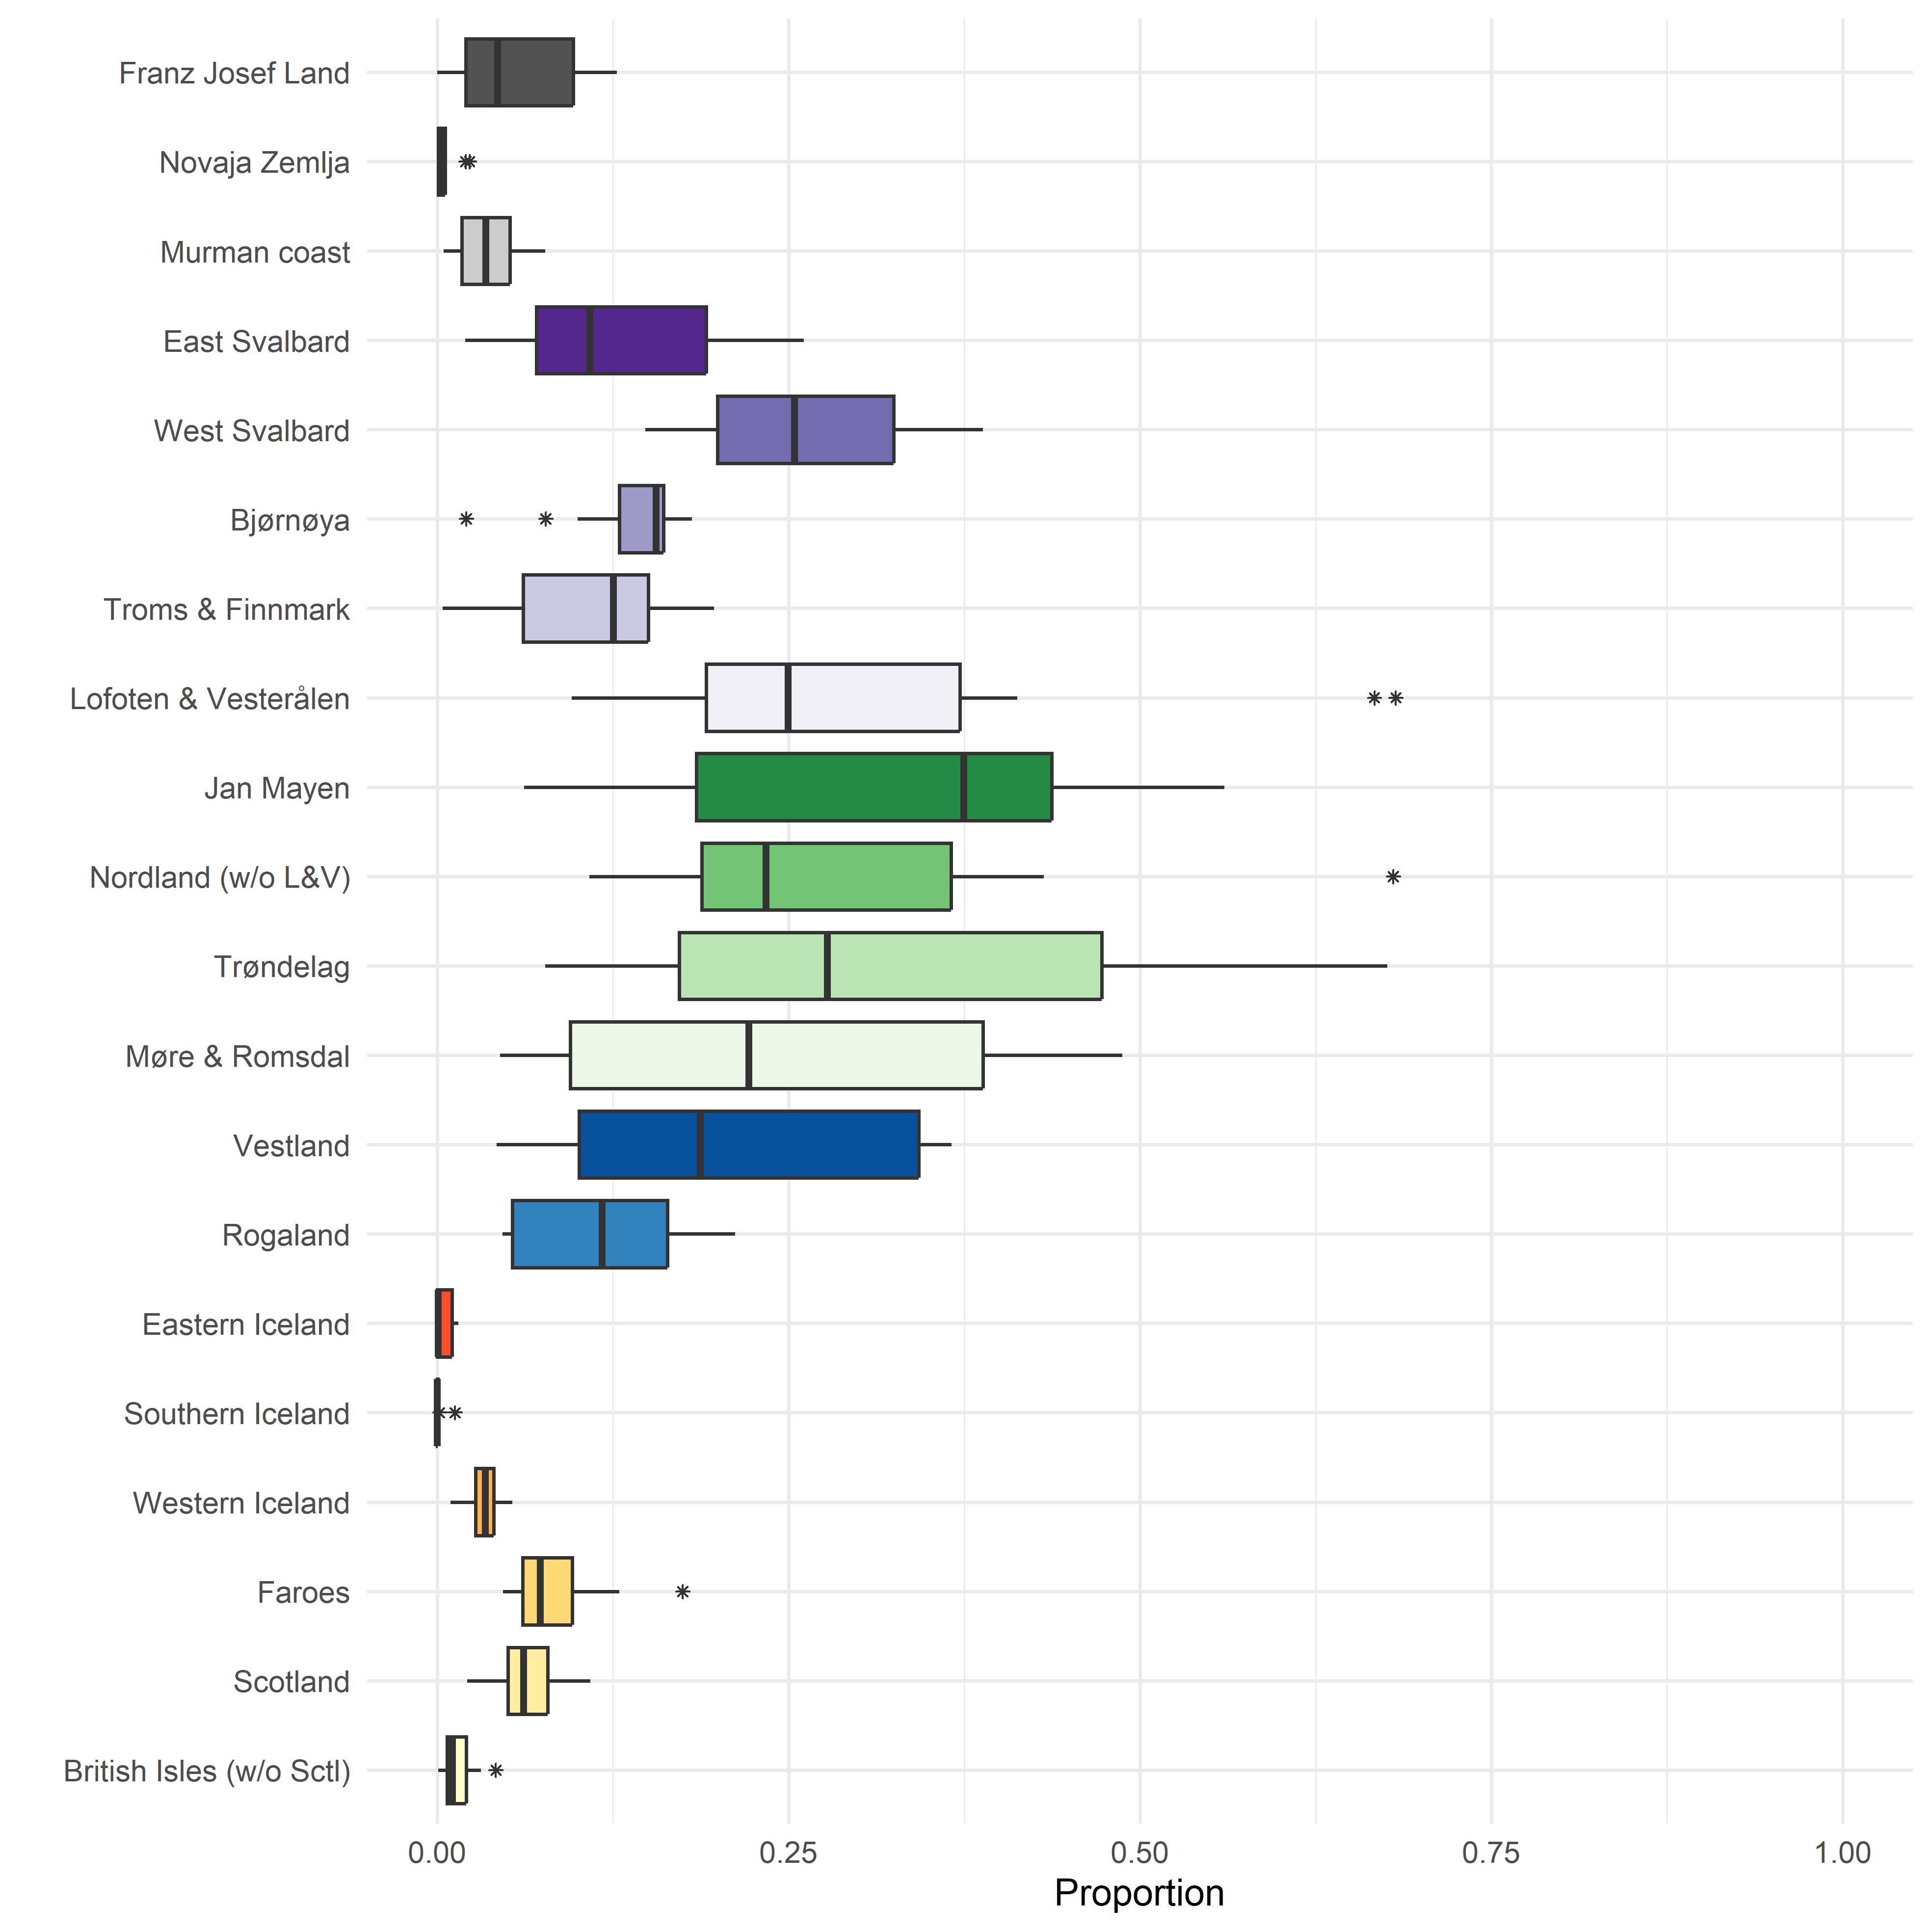 Franz Josef Land
Novaja Zemlja
Murman coast
East Svalbard
West Svalbard
Bjørnøya
Troms & Finnmark
Lofoten & Vesterålen
Jan Mayen
Nordland (w/o L&V)
Trøndelag
Møre & Romsdal
Vestland
Rogaland
Eastern Iceland
Southern Iceland
Western Iceland
Faroes
Scotland
British Isles (w/o Sctl)
0.00 0.25 0.50 0.75 1.00
Proportion